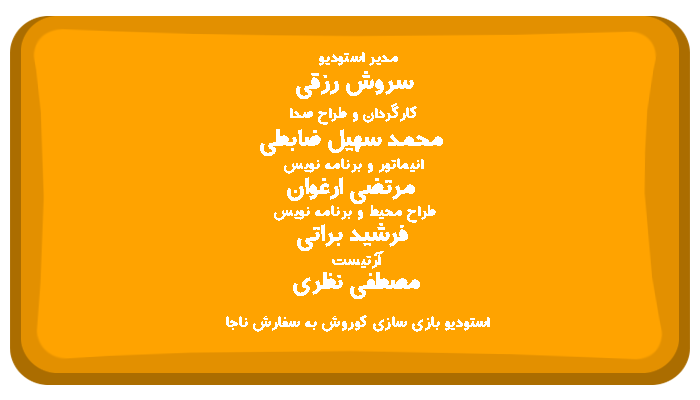 مدیر استودیو
سروش رزقی
کارگردان و طراح صدا
محمد سهیل ضابطی
انیماتور و برنامه نویس
مرتضی ارغوان
طراح محیط و برنامه نویس
فرشید براتی
آرتیست
مصطفی نظری
استودیو بازی سازی کوروش به سفارش ناجا